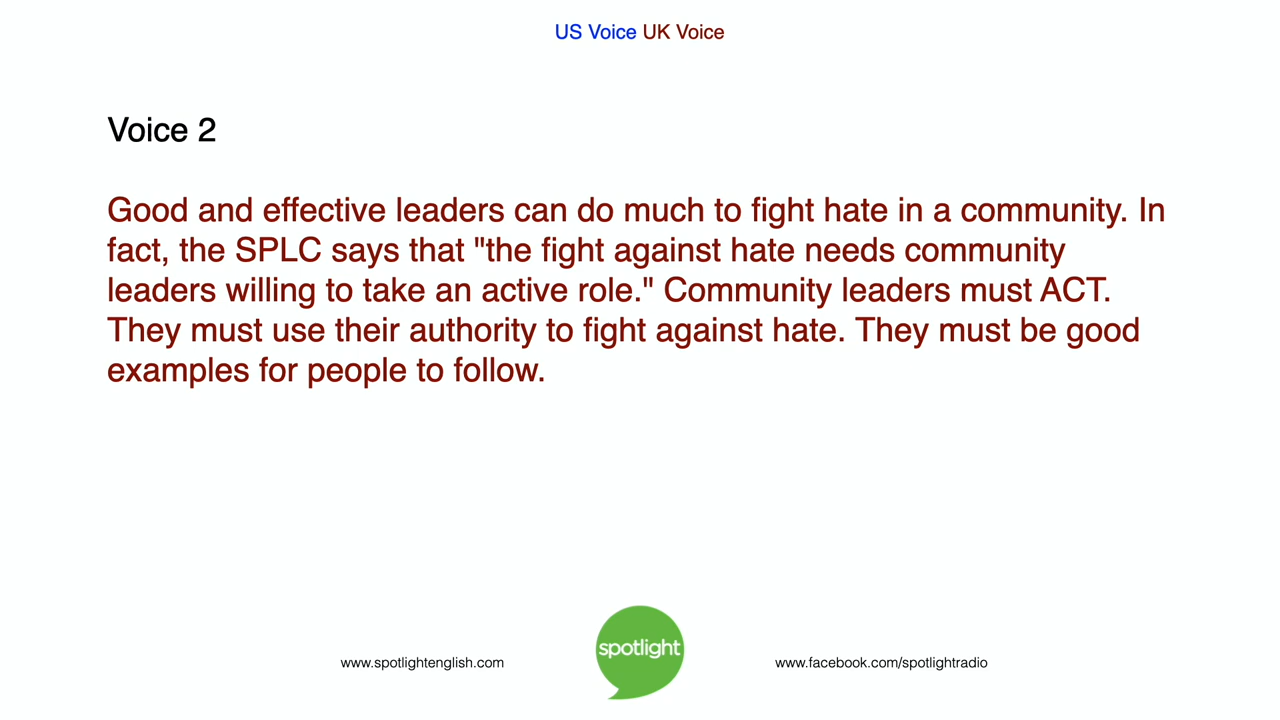 US Voice UK Voice
Voice 2
Good and effective leaders can do much to fight hate in a community. In
fact, the SPLC says that "the fight against hate needs community
leaders willing to take an active role." Community leaders must ACT.
They must use their authority to fight against hate. They must be good
examples for people to follow.
spotlight
www.spotlightenglish.com
www.facebook.com/spotlightradio